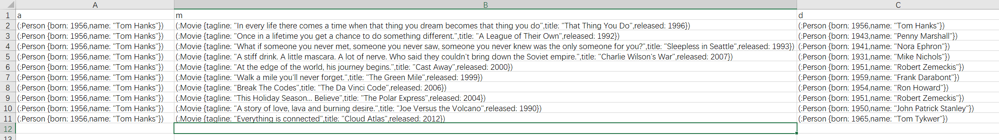 A B C
1 a m d
2 (:Person {born: 1956,name: "Tom Hanks"}) (:Movie {tagline: "In every life there comes a time when that thing you dream becomes that thing you do",title: "That Thing You Do",released: 1996}) (:Person {born: 1956,name: "Tom Hanks"})
3 (:Person {born: 1956,name: "Tom Hanks"}) (:Movie {tagline: "Once in a lifetime you get a chance to do something different.",title: "A League of Their Own",released: 1992}) (:Person {born: 1943,name: "Penny Marshall"})
4 (:Person {born: 1956,name: "Tom Hanks"}) (:Movie {tagline: "What if someone you never met, someone you never saw, someone you never knew was the only someone for you?",title: "Sleepless in Seattle",released: 1993}) (:Person {born: 1941,name: "Nora Ephron"})
5 (:Person {born: 1956,name: "Tom Hanks"}) (:Movie {tagline: "A stiff drink. A little mascara. A lot of nerve. Who said they couldn't bring down the Soviet empire.",title: "Charlie Wilson's War",released: 2007}) (:Person {born: 1931,name: "Mike Nichols"})
6 (:Person {born: 1956,name: "Tom Hanks"}) (:Movie {tagline: "At the edge of the world, his journey begins.",title: "Cast Away",released: 2000}) (:Person {born: 1951,name: "Robert Zemeckis"})
7 (:Person {born: 1956,name: "Tom Hanks"}) (:Movie {tagline: "Walk a mile you'll never forget.",title: "The Green Mile",released: 1999}) (:Person {born: 1959,name: "Frank Darabont"})
8 (:Person {born: 1956,name: "Tom Hanks"}) (:Movie {tagline: "Break The Codes",title: "The Da Vinci Code",released: 2006}) (:Person {born: 1954,name: "Ron Howard"})
9 (:Person {born: 1956,name: "Tom Hanks"}) (:Movie {tagline: "This Holiday Season... Believe",title: "The Polar Express",released: 2004}) (:Person {born: 1951,name: "Robert Zemeckis"})
10 (:Person {born: 1956,name: "Tom Hanks"}) (:Movie {tagline: "A story of love, lava and burning desire.",title: "Joe Versus the Volcano",released: 1990}) (:Person {born: 1950,name: "John Patrick Stanley"})
11 (:Person {born: 1956,name: "Tom Hanks"}) (:Movie {tagline: "Everything is connected",title: "Cloud Atlas",released: 2012}) (:Person {born: 1965,name: "Tom Tykwer"})
12
13